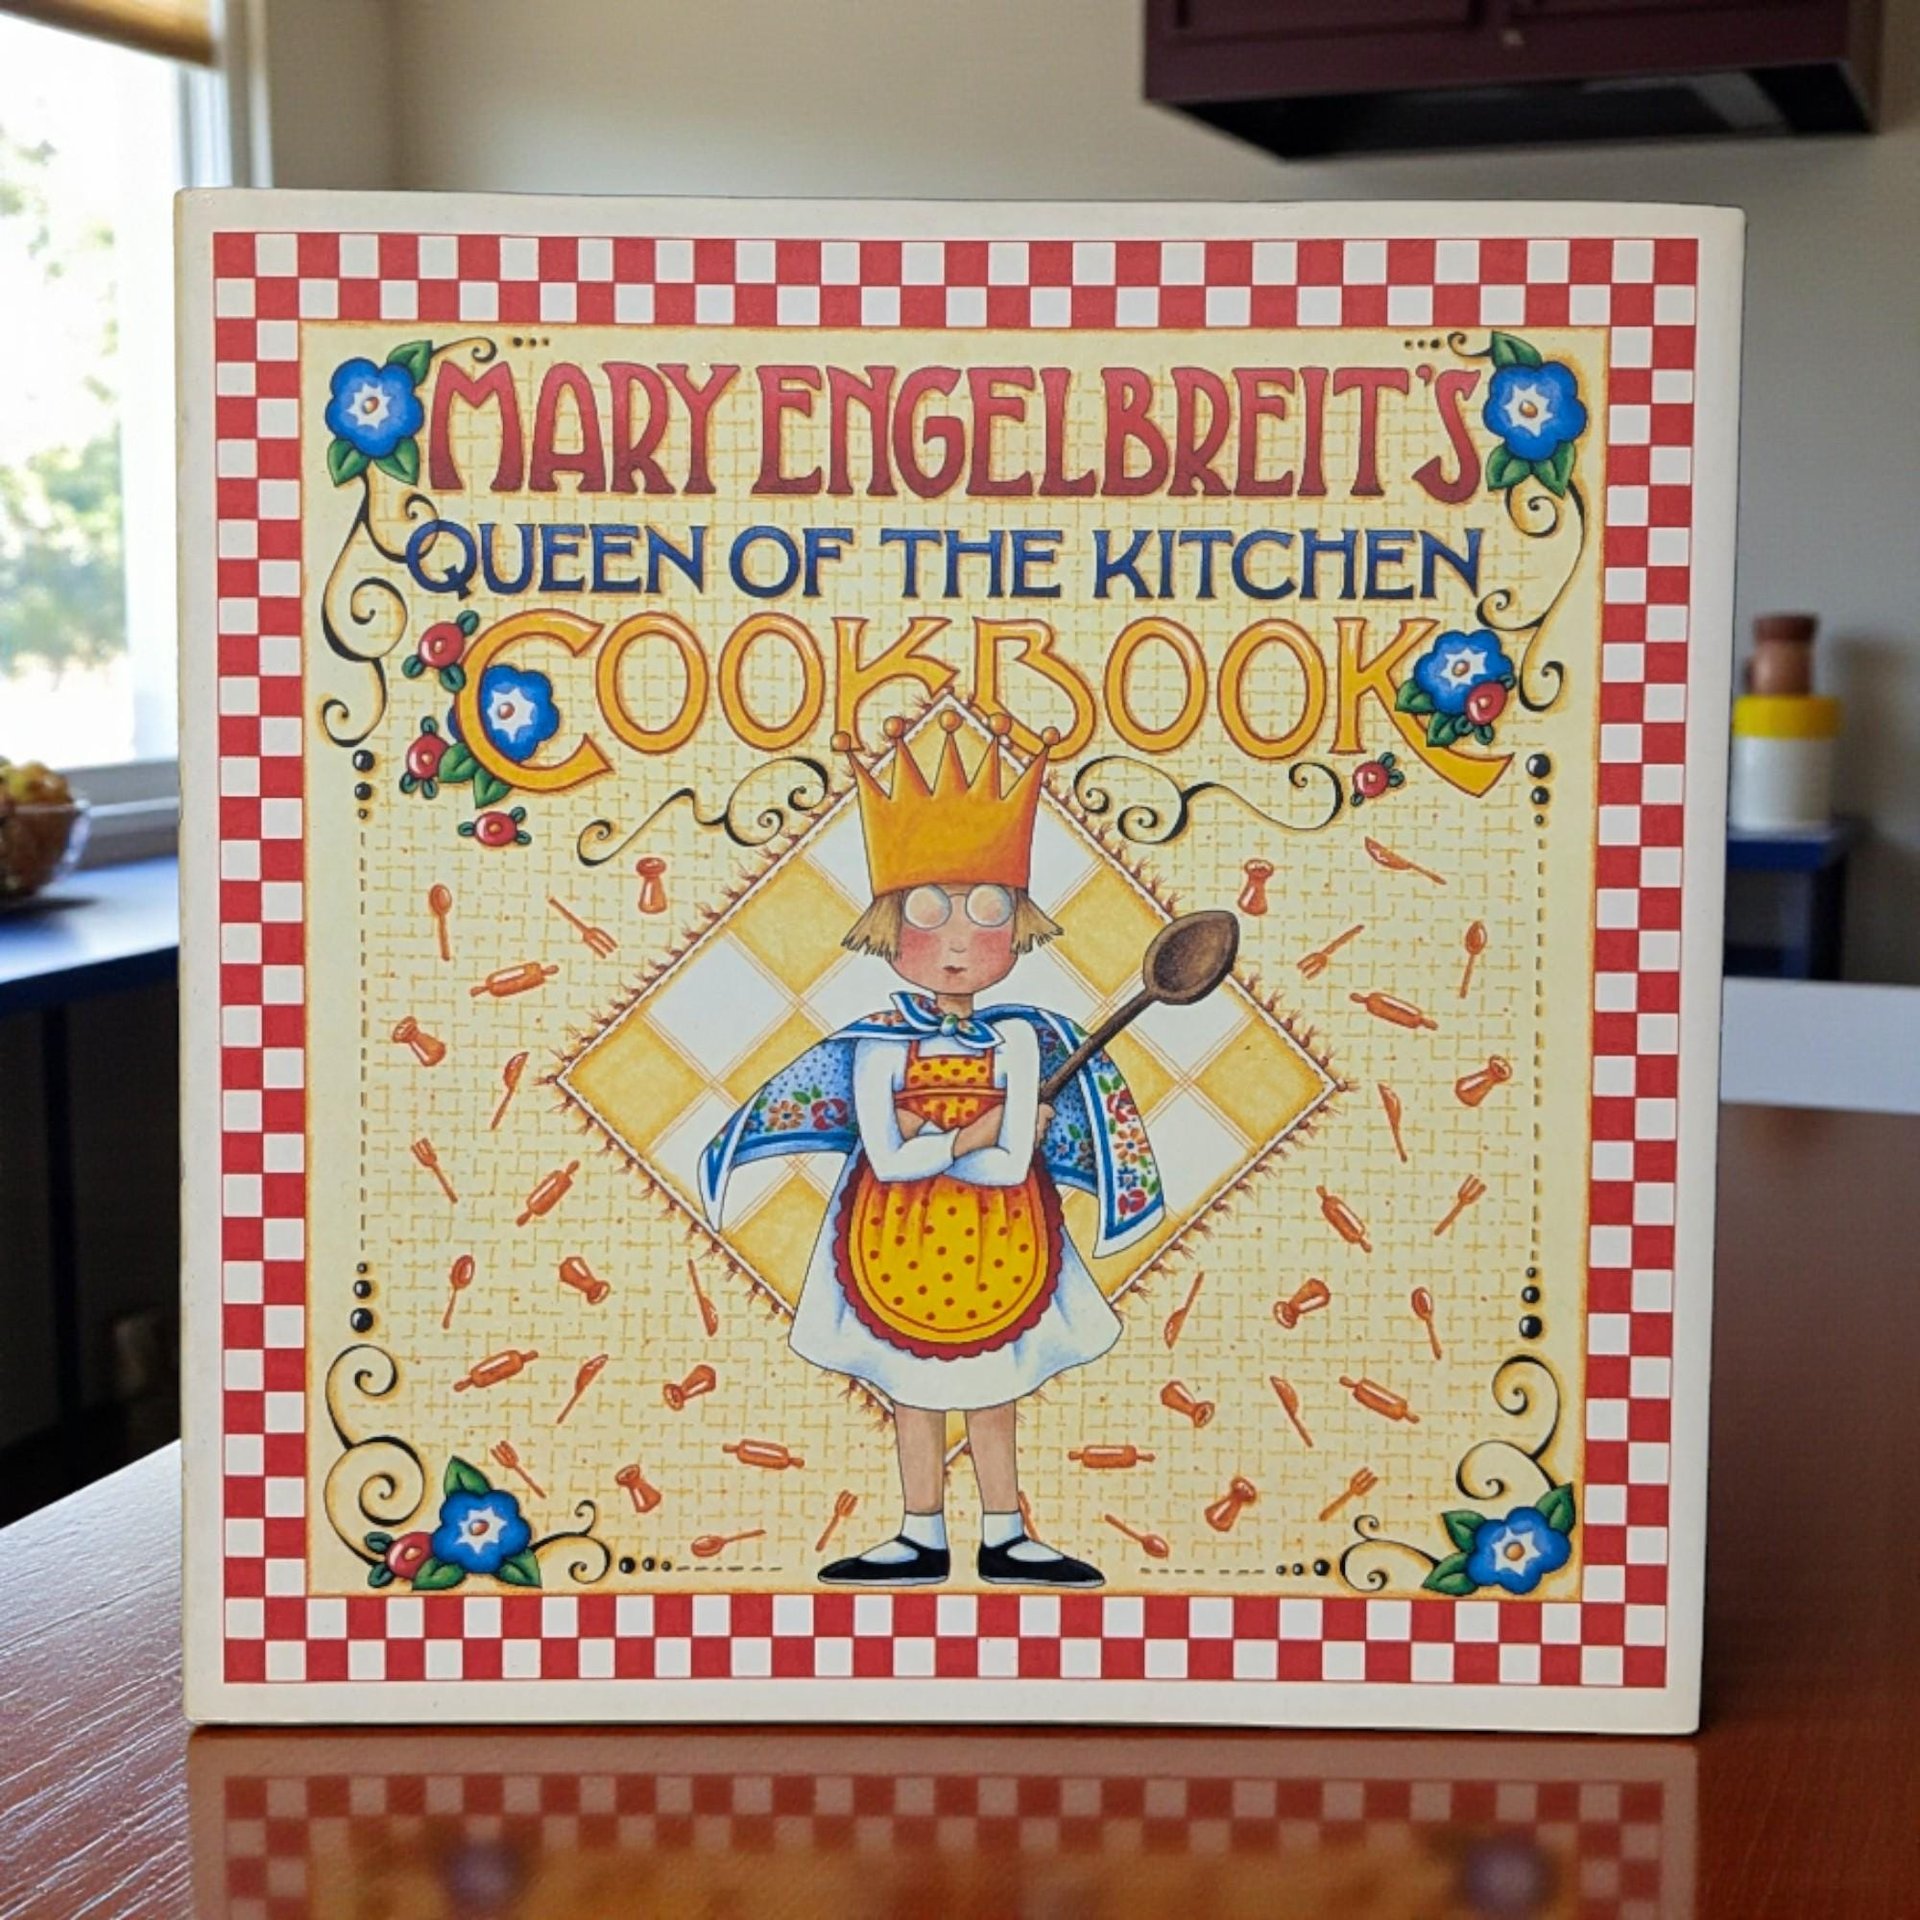 MARY ENGELBREIT'S
QUEEN OF THE KITCHEN
COOKBOOK